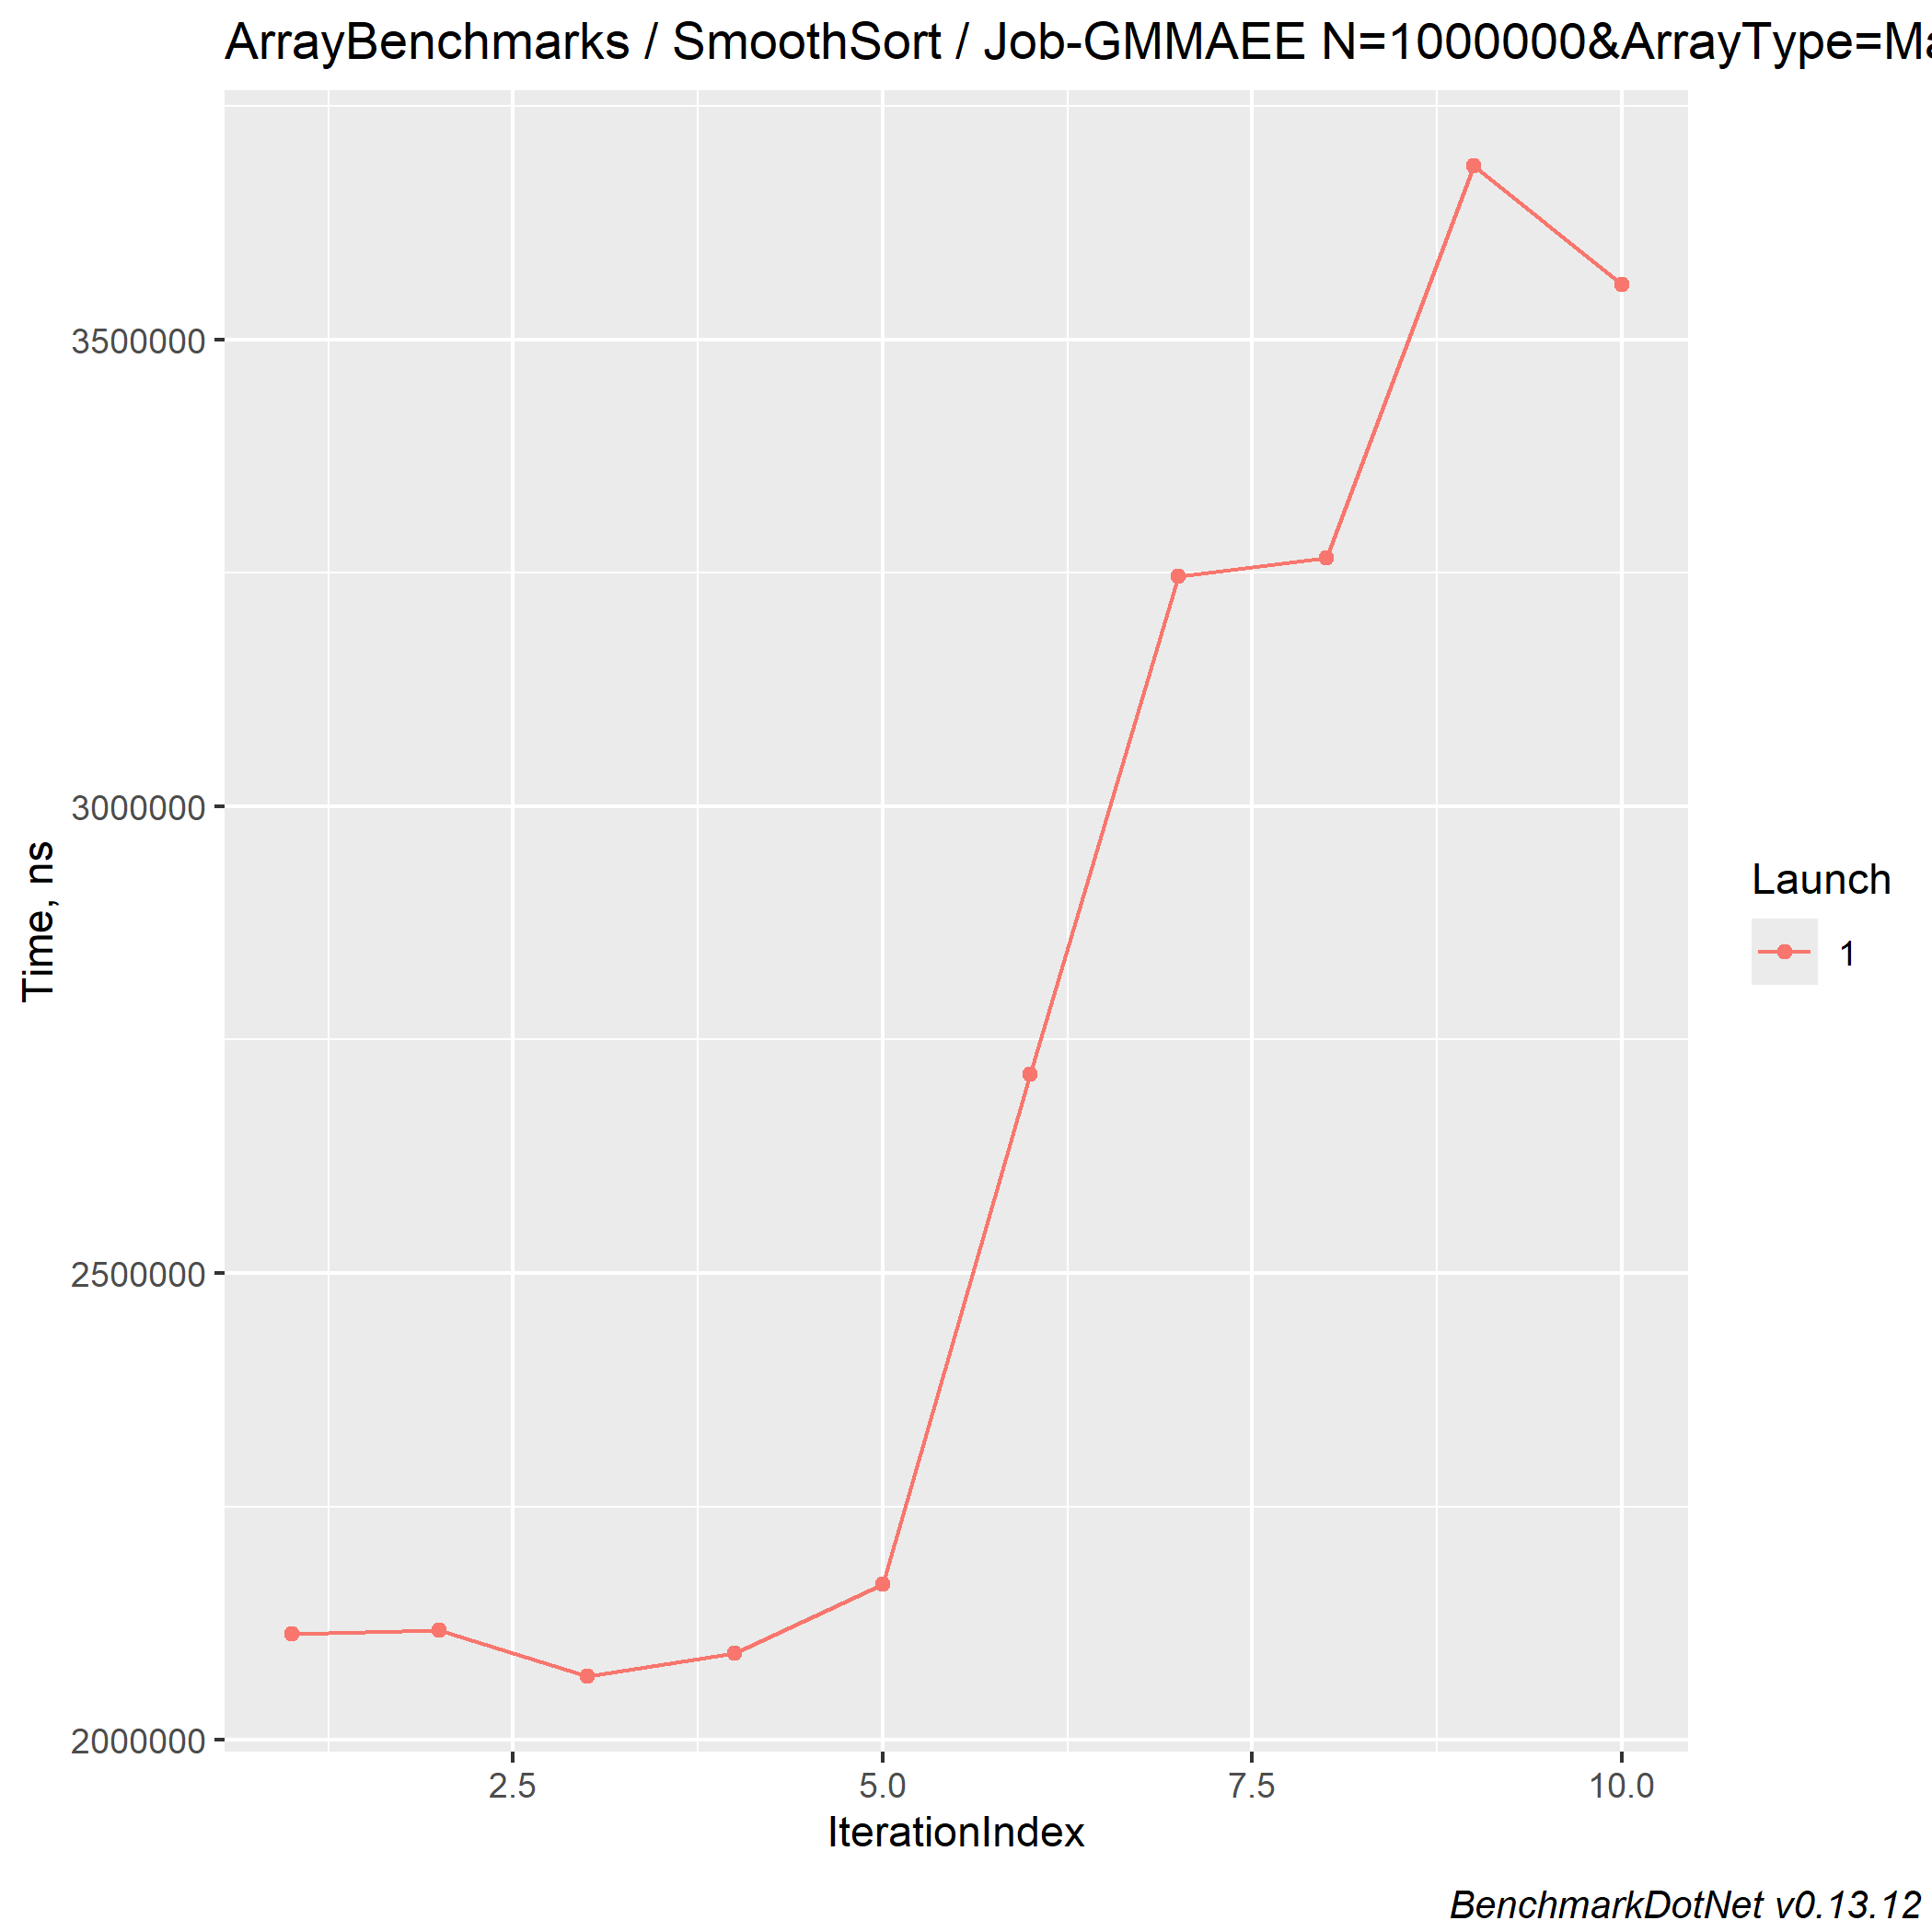 ArrayBenchmarks / SmoothSort / Job-GMMAEE N=1000000&ArrayType=Ma
3500000
3000000
2500000
2000000
Time, ns
2.5 5.0 7.5 10.0
IterationIndex
Launch
1
BenchmarkDotNet v0.13.12